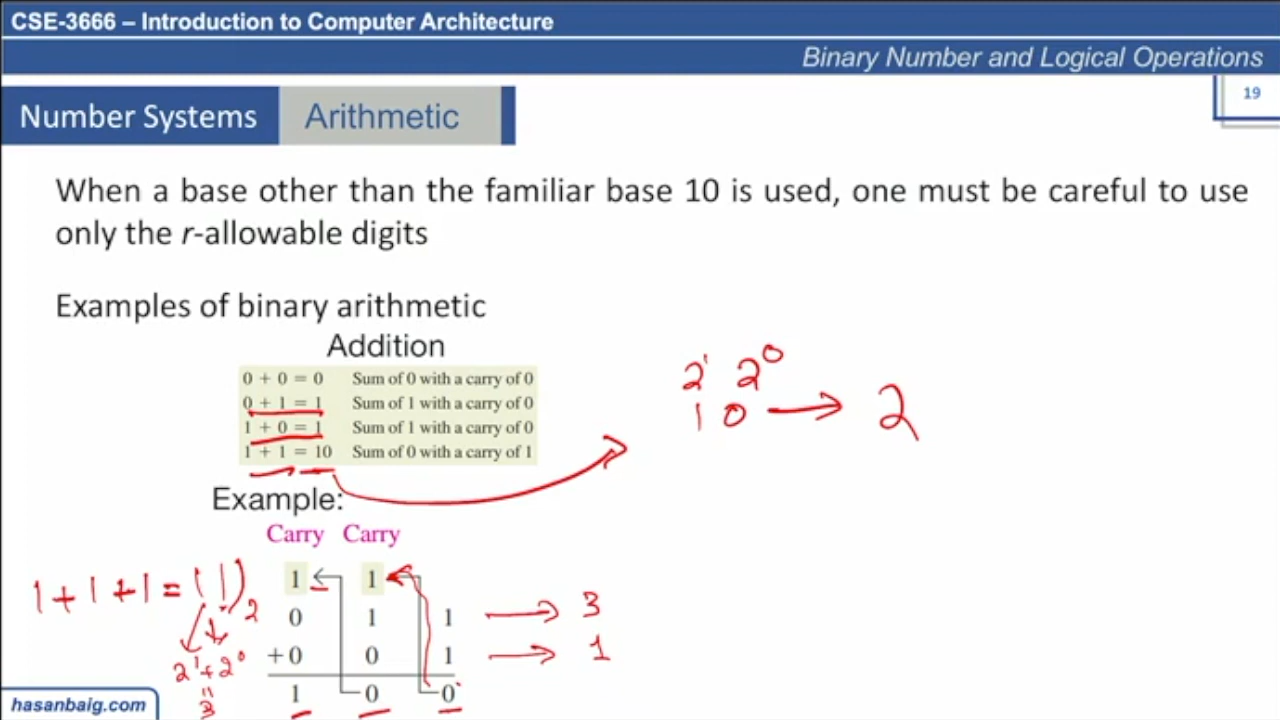 CSE-3666 – Introduction to Computer Architecture
Binary Number and Logical Operations
19
Number Systems Arithmetic
When a base other than the familiar base 10 is used, one must be careful to use
only the r-allowable digits
Examples of binary arithmetic
Addition
0 + 0 = 0 Sum of 0 with a carry of 0
0 + 1 = 1 Sum of 1 with a carry of 0
1 + 0 = 1 Sum of 1 with a carry of 0
1 + 1 = 10 Sum of 0 with a carry of 1
2¹ 2⁰
1 0 → 2
Example:
Carry Carry
1 1
0 1 1 → 3
+0 0 1 → 1
1 0 0
1+1+1=(11)₂
2¹+2⁰
=
3
hasanbaig.com